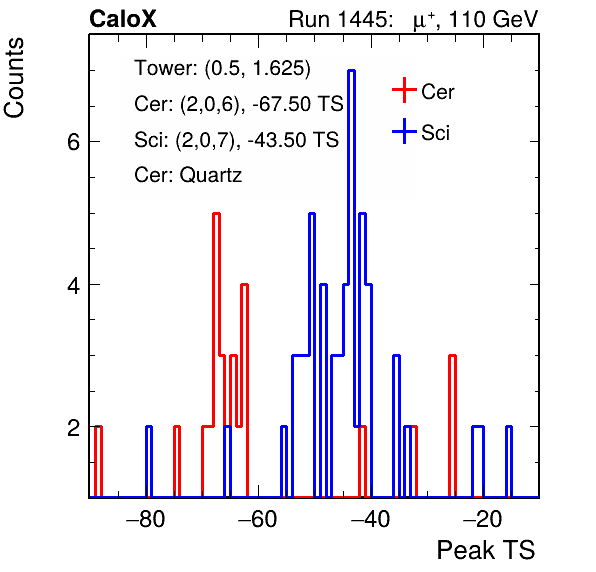 CaloX Run 1445: μ⁺, 110 GeV
Counts
Tower: (0.5, 1.625)
Cer: (2,0,6), -67.50 TS
Sci: (2,0,7), -43.50 TS
Cer: Quartz
Cer
Sci
6
4
2
−80 −60 −40 −20
Peak TS